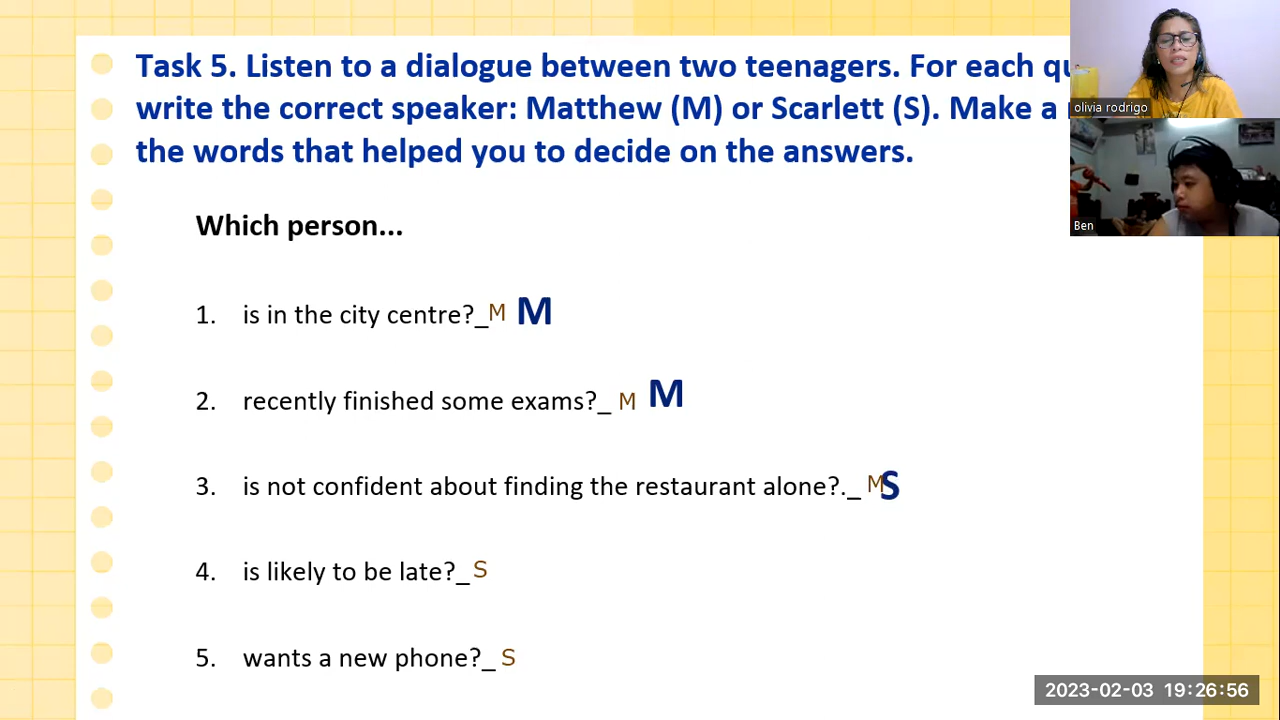 Task 5. Listen to a dialogue between two teenagers. For each qu
write the correct speaker: Matthew (M) or Scarlett (S). Make a
the words that helped you to decide on the answers.
olivia rodrigo
Ben
Which person...
1. is in the city centre?_M M
2. recently finished some exams?_ M M
3. is not confident about finding the restaurant alone?._ M S
4. is likely to be late?_ S
5. wants a new phone?_ S
2023-02-03 19:26:56